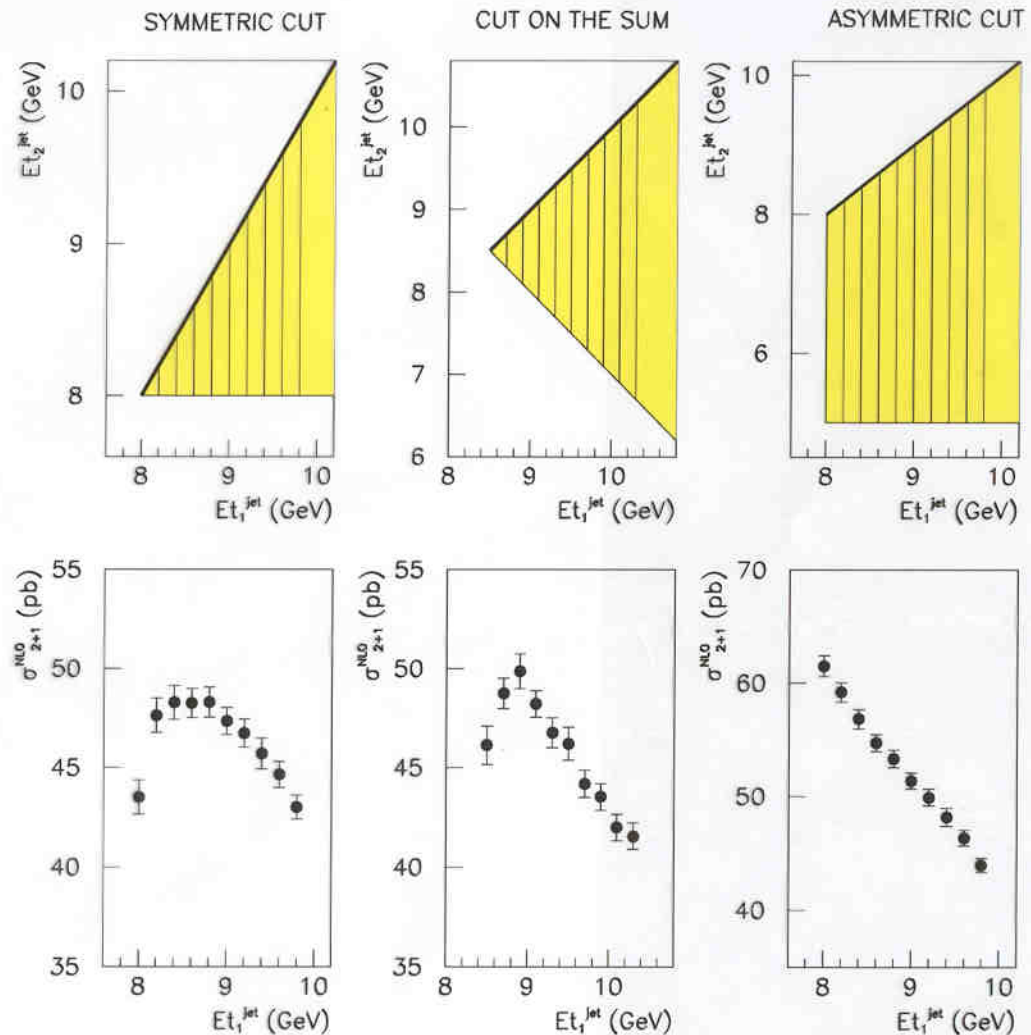 SYMMETRIC CUT
CUT ON THE SUM
ASYMMETRIC CUT
Et₂ʲᵉᵗ (GeV)
10
9
8
8 9 10
Et₁ʲᵉᵗ (GeV)
Et₂ʲᵉᵗ (GeV)
10
9
8
7
6
8 9 10
Et₁ʲᵉᵗ (GeV)
Et₂ʲᵉᵗ (GeV)
10
8
6
8 9 10
Et₁ʲᵉᵗ (GeV)
σᴺᴸᴼ₂₊₁ (pb)
55
50
45
40
35
8 9 10
Et₁ʲᵉᵗ (GeV)
σᴺᴸᴼ₂₊₁ (pb)
55
50
45
40
35
8 9 10
Et₁ʲᵉᵗ (GeV)
σᴺᴸᴼ₂₊₁ (pb)
70
60
50
40
8 9 10
Et₁ʲᵉᵗ (GeV)